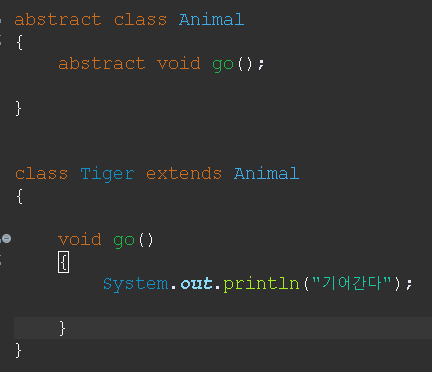 abstract class Animal
{
    abstract void go();
}
class Tiger extends Animal
{
    void go()
    {
        System.out.println("기어간다");
    }
}